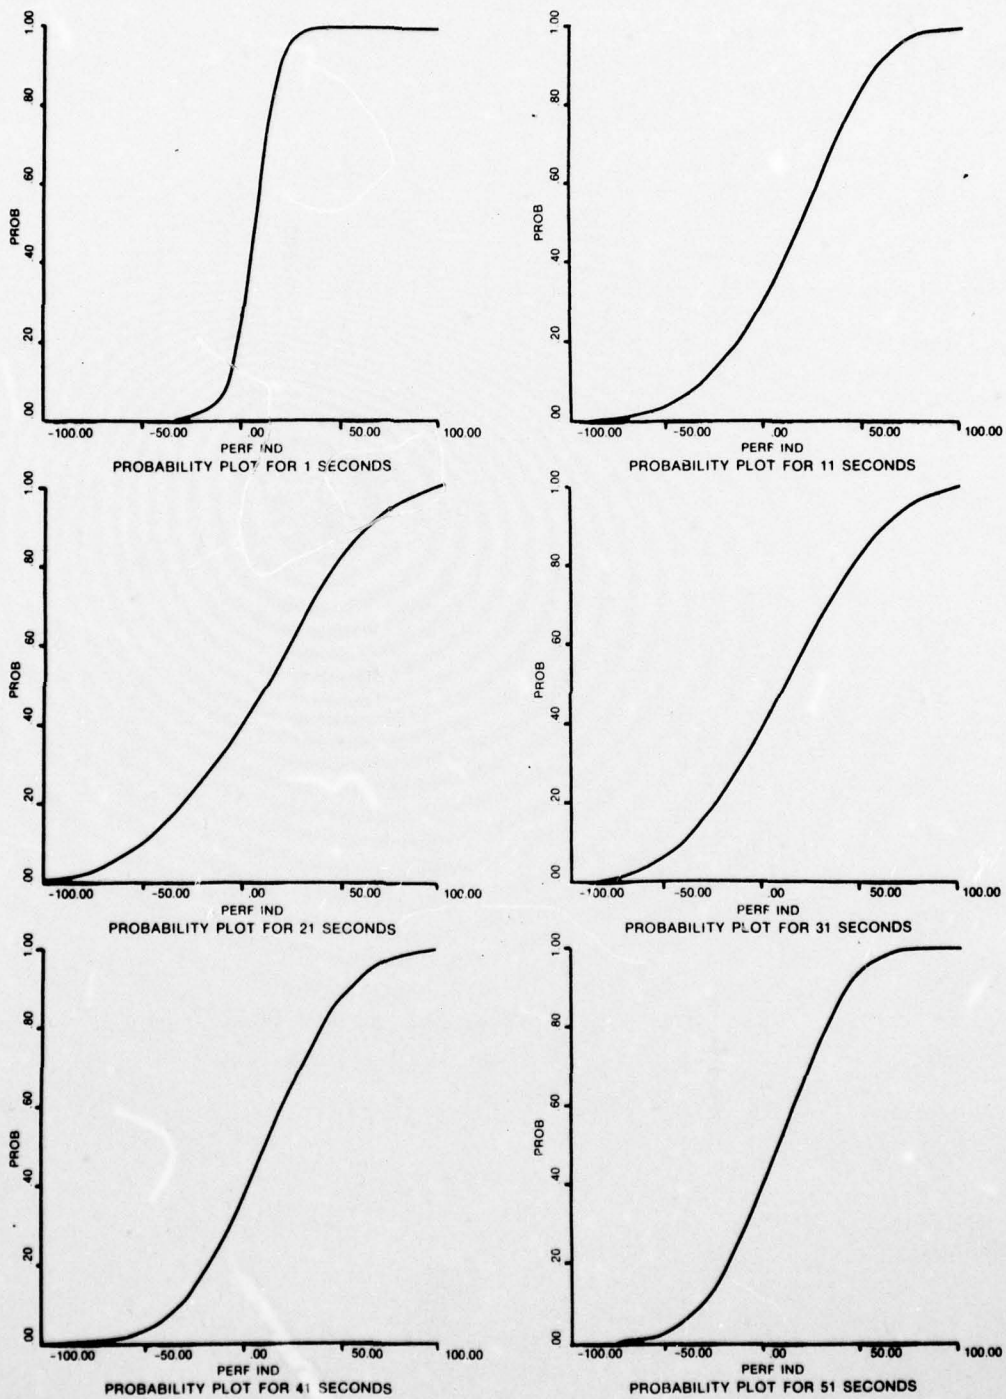 1.00
.80
.60
PROB
.40
.20
.00
-100.00 -50.00 .00 50.00 100.00
PERF IND
PROBABILITY PLOT FOR 1 SECONDS
1.00
.80
.60
PROB
.40
.20
.00
-100.00 -50.00 .00 50.00 100.00
PERF IND
PROBABILITY PLOT FOR 11 SECONDS
1.00
.80
.60
PROB
.40
.20
.00
-100.00 -50.00 .00 50.00 100.00
PERF IND
PROBABILITY PLOT FOR 21 SECONDS
1.00
.80
.60
PROB
.40
.20
.00
-100.00 -50.00 .00 50.00 100.00
PERF IND
PROBABILITY PLOT FOR 31 SECONDS
1.00
.80
.60
PROB
.40
.20
.00
-100.00 -50.00 .00 50.00 100.00
PERF IND
PROBABILITY PLOT FOR 41 SECONDS
1.00
.80
.60
PROB
.40
.20
.00
-100.00 -50.00 .00 50.00 100.00
PERF IND
PROBABILITY PLOT FOR 51 SECONDS